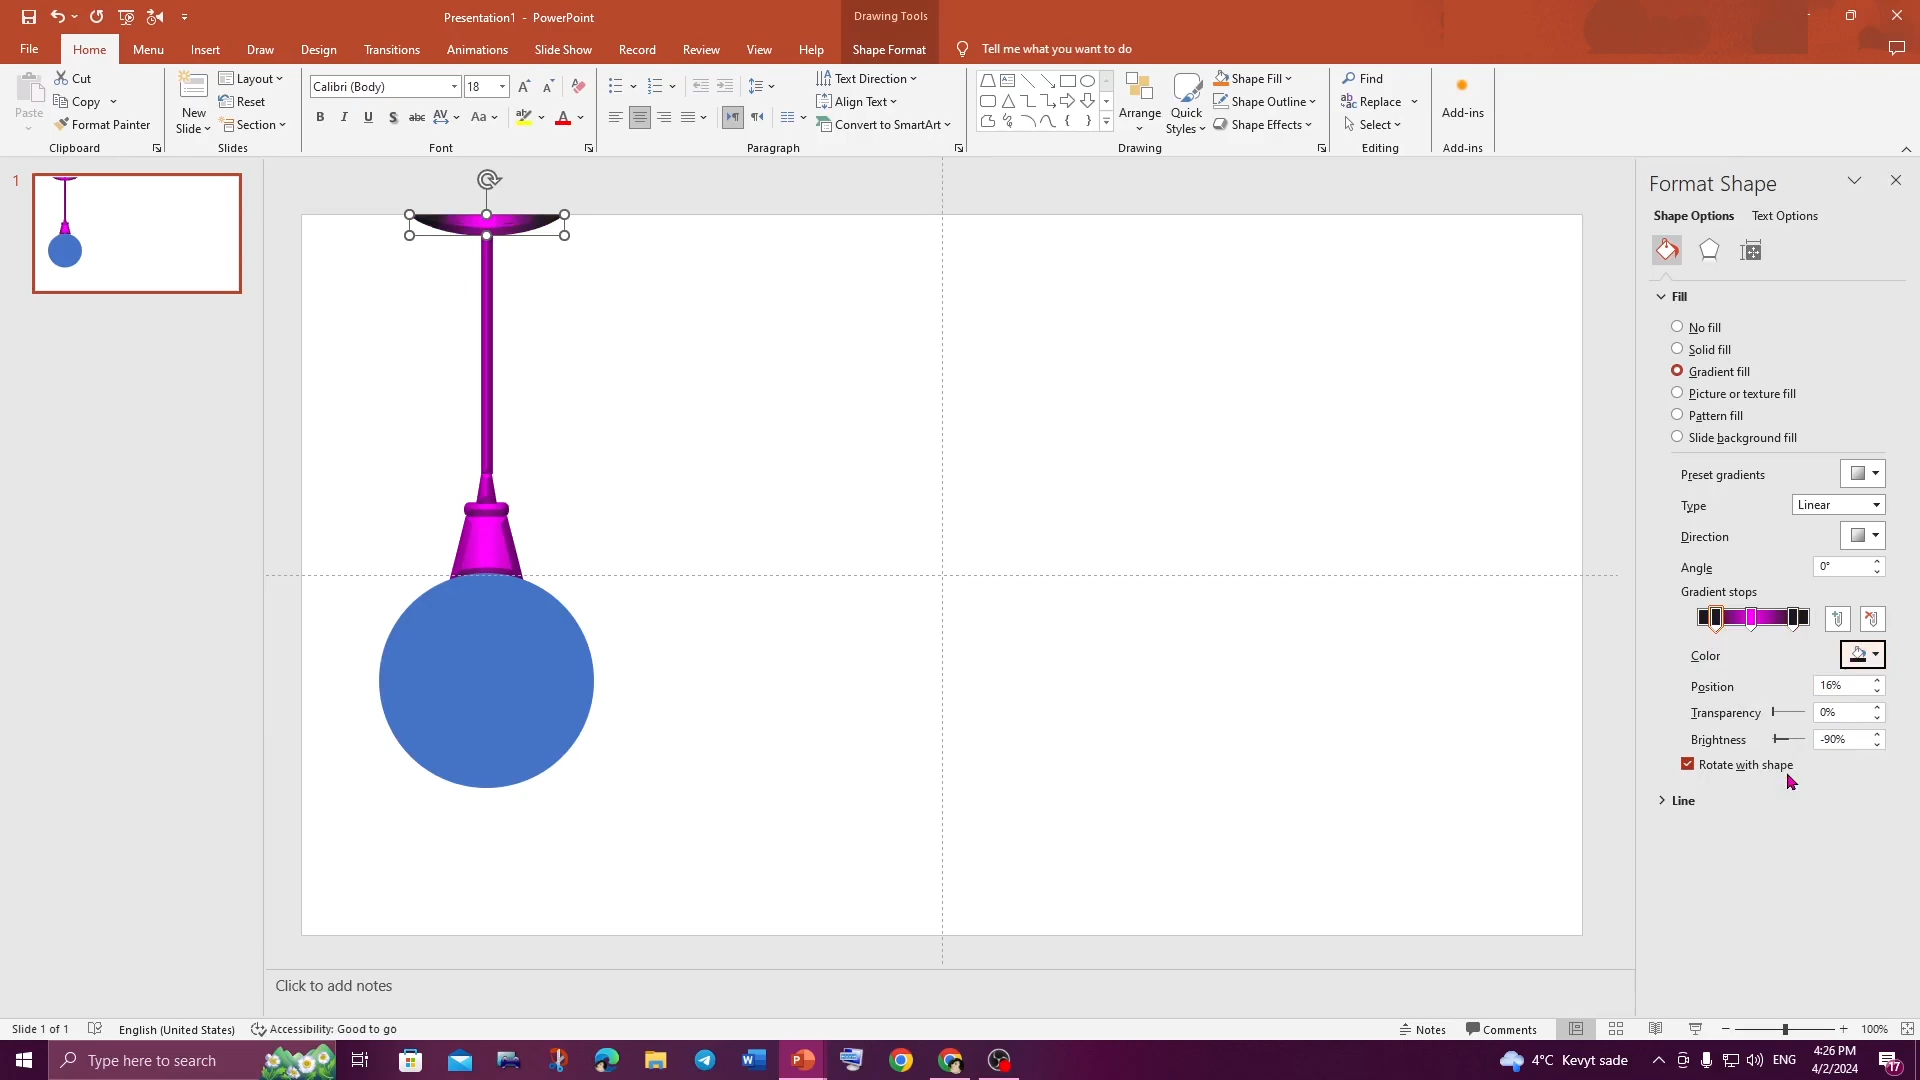 Presentation1 - PowerPoint
Drawing Tools
File
Home
Menu
Insert
Draw
Design
Transitions
Animations
Slide Show
Record
Review
View
Help
Shape Format
Tell me what you want to do
Paste
Cut
Copy
Format Painter
Clipboard
New
Slide
Layout
Reset
Section
Slides
Calibri (Body)
18
Font
Text Direction
Align Text
Convert to SmartArt
Paragraph
Arrange
Quick
Styles
Shape Fill
Shape Outline
Shape Effects
Drawing
Find
Replace
Select
Editing
Add-ins
Add-ins
1
Format Shape
Shape Options
Text Options
Fill
No fill
Solid fill
Gradient fill
Picture or texture fill
Pattern fill
Slide background fill
Preset gradients
Type
Linear
Direction
Angle
0°
Gradient stops
Color
Position
16%
Transparency
0%
Brightness
-90%
Rotate with shape
Line
Click to add notes
Slide 1 of 1
English (United States)
Accessibility: Good to go
Notes
Comments
100%
Type here to search
4°C Kevyt sade
ENG
4:26 PM
4/2/2024
17